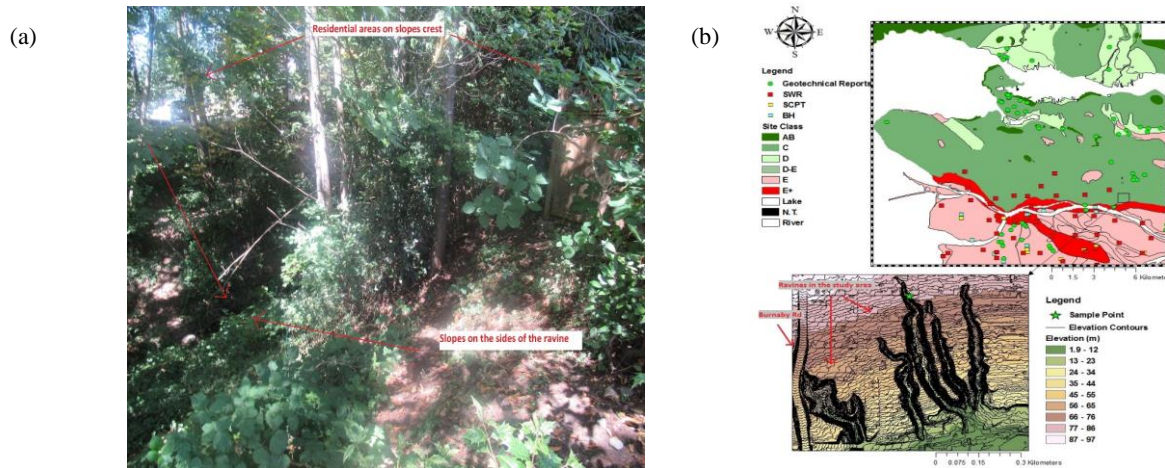 (a)
Residential areas on slopes crest
Slopes on the sides of the ravine
(b)
N
W E
S
Legend
Geotechnical Reports
SWR
SCPT
BH
Site Class
AB
C
D
D-E
E
E+
Lake
N.T.
River
0 1.5 3 6 Kilometers
Ravines in the study area
Burnaby Rd
Legend
Sample Point
Elevation Contours
Elevation (m)
1.9 - 12
13 - 23
24 - 34
35 - 44
45 - 55
56 - 65
66 - 76
77 - 86
87 - 97
0 0.075 0.15 0.3 Kilometers